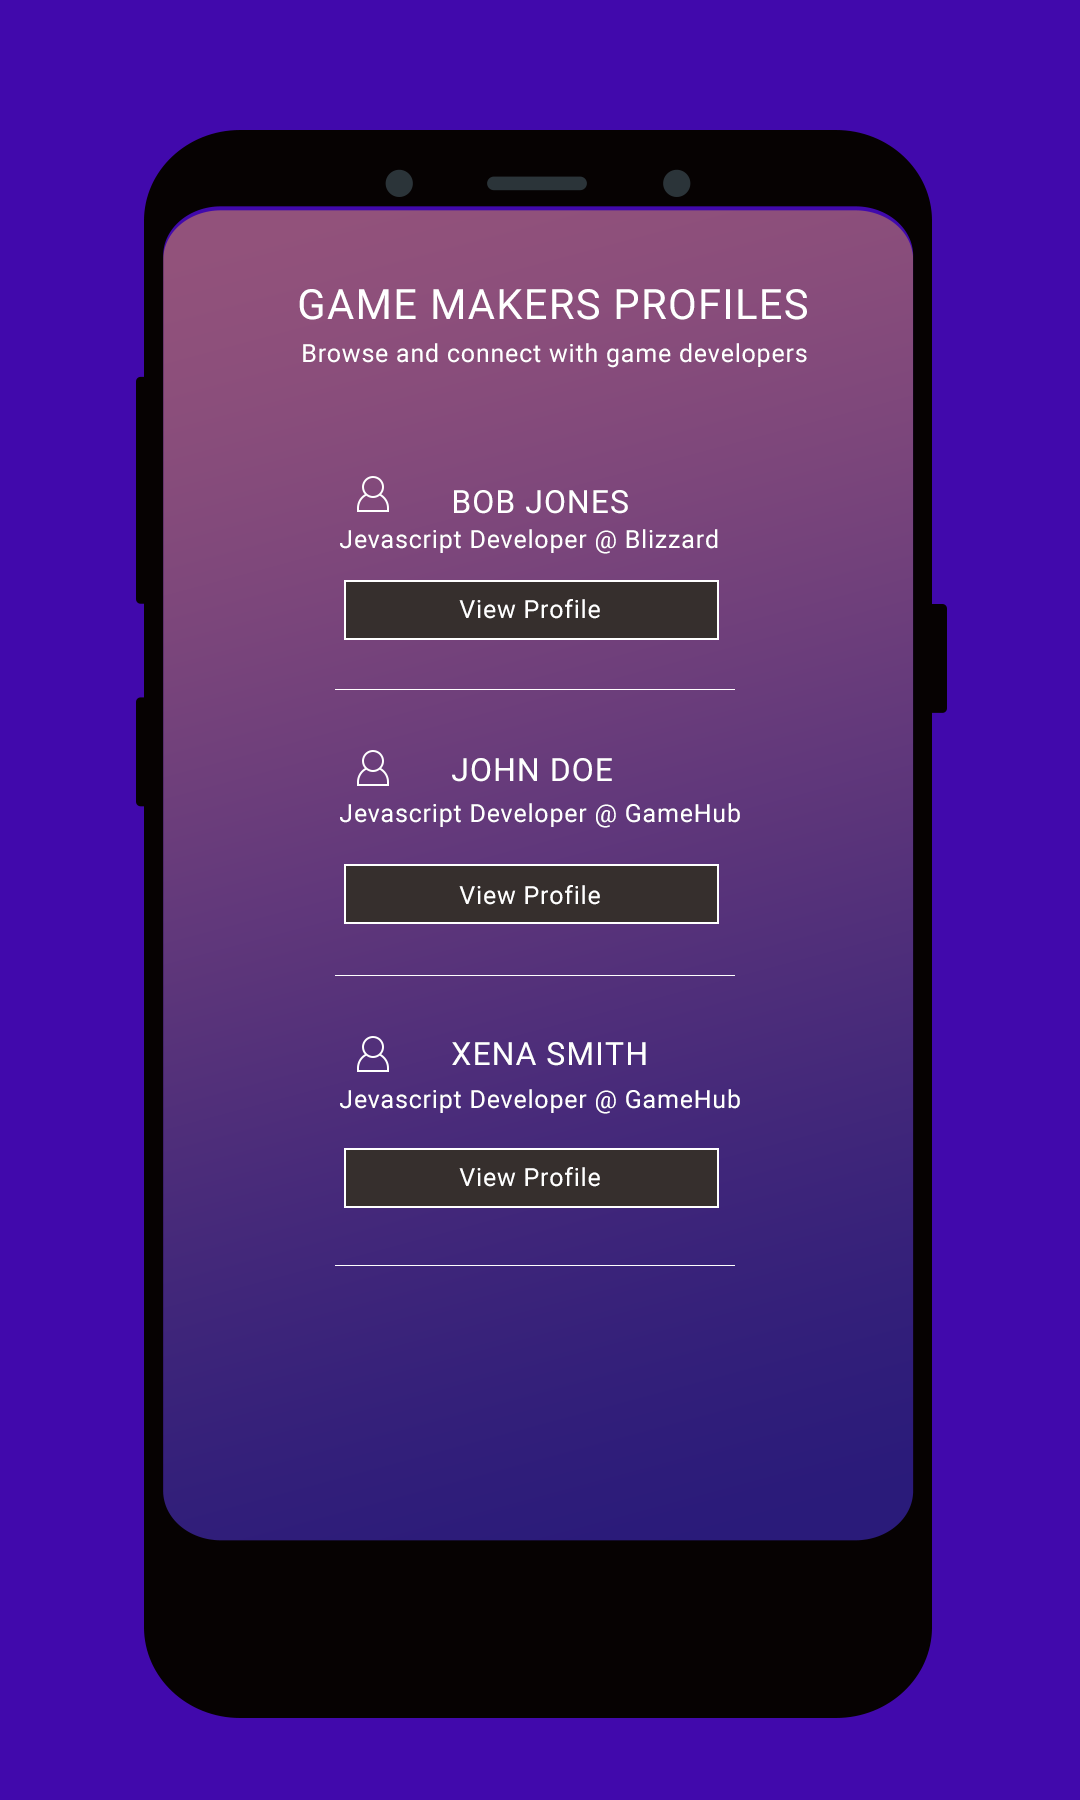 GAME MAKERS PROFILES
Browse and connect with game developers
BOB JONES
Jevascript Developer @ Blizzard
View Profile
JOHN DOE
Jevascript Developer @ GameHub
View Profile
XENA SMITH
Jevascript Developer @ GameHub
View Profile